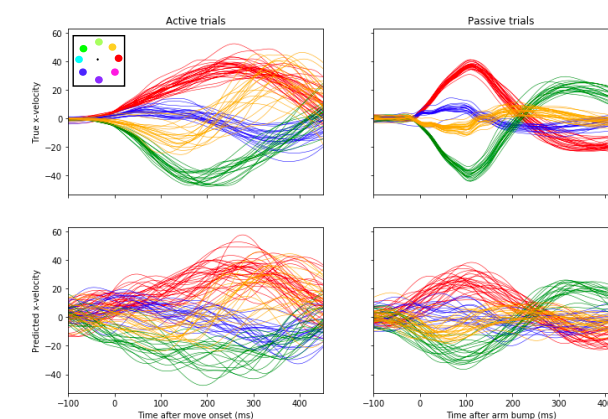 Active trials
Passive trials
True x-velocity
60
40
20
0
−20
−40
Predicted x-velocity
60
40
20
0
−20
−40
−100 0 100 200 300 400
−100 0 100 200 300 400
Time after move onset (ms)
Time after arm bump (ms)